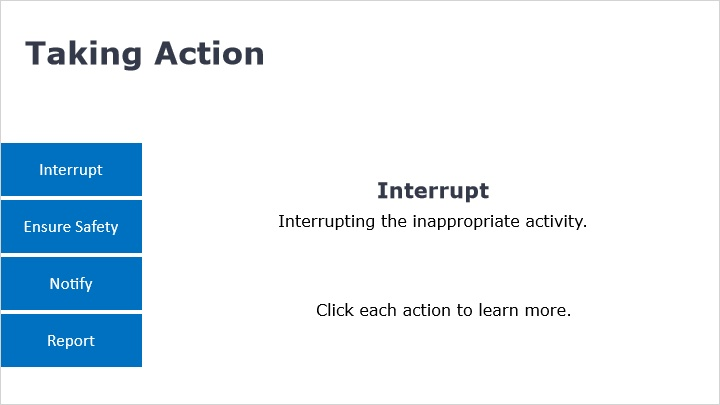 Taking Action
Interrupt
Ensure Safety
Notify
Report
Interrupt
Interrupting the inappropriate activity.
Click each action to learn more.